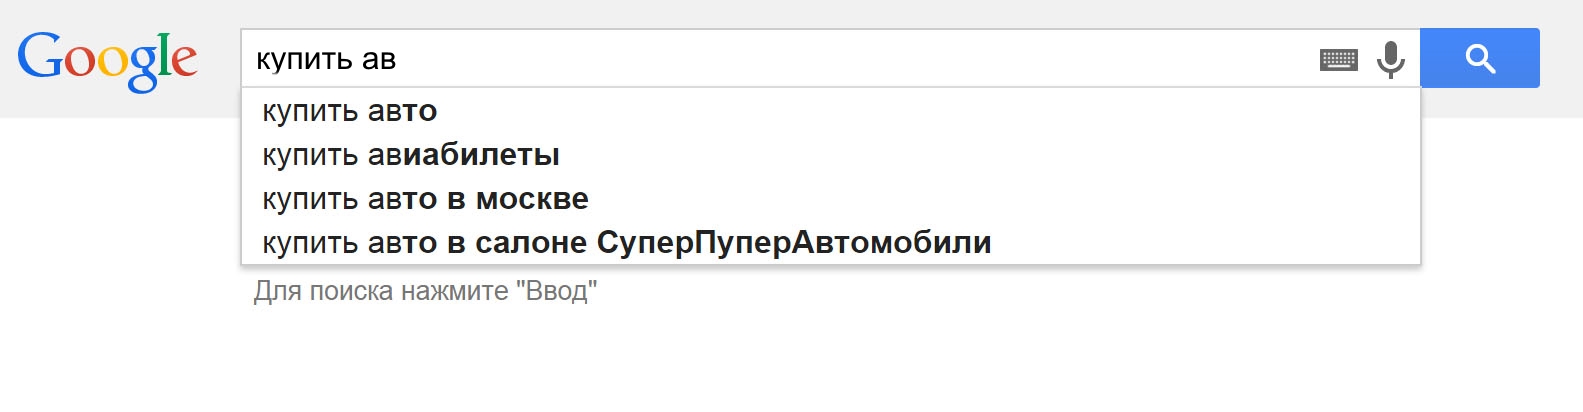 Google
купить ав
купить авто
купить авиабилеты
купить авто в москве
купить авто в салоне СуперПуперАвтомобили
Для поиска нажмите "Ввод"